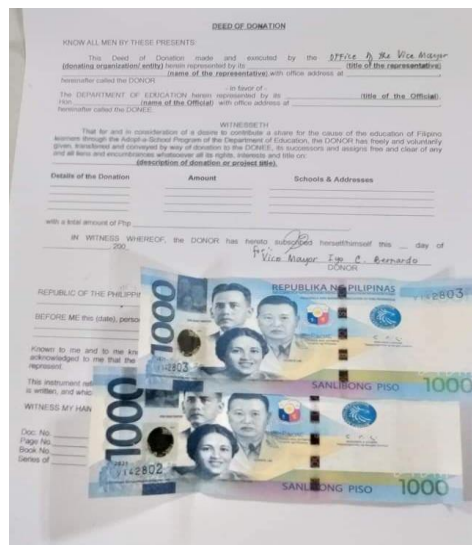 DEED OF DONATION
KNOW ALL MEN BY THESE PRESENTS:
This Deed of Donation made and executed by the Office of the Vice Mayor
(donating organization/ entity) herein represented by its (title of the representative)
(name of the representative) with office address at
hereinafter called the DONOR
- in favor of -
The DEPARTMENT OF EDUCATION herein represented by its (title of the Official)
Hon. (name of the Official) with office address of
hereinafter called the DONEE.
WITNESSETH
That for and in consideration of a desire to contribute a share for the cause of the education of Filipino
learners through the Adopt-a-School Program of the Department of Education, the DONOR has freely and voluntarily
given, transferred and conveyed by way of donation to the DONEE, its successors and assigns free and clear of any
and all liens and encumbrances whatsoever all its rights, interests and title on:
(description of donation or project title).
Details of the Donation Amount Schools & Addresses
with a total amount of Php
IN WITNESS WHEREOF, the DONOR has hereto subscribed herself/himself this day of
200
for: Vice Mayor C. Bernardo
DONOR
REPUBLIC OF THE PHILIPPI
BEFORE ME this (date), perso
Known to me and to me kno
acknowledged to me that the
represent.
This instrument
is written, and whic
WITNESS MY HAN
Doc. No.
Page No.
Book No.
Series of
REPUBLIKA NG PILIPINAS
1000
142803
SANLIBONG PISO 1000
1000
142802
SANLIBONG PISO 1000